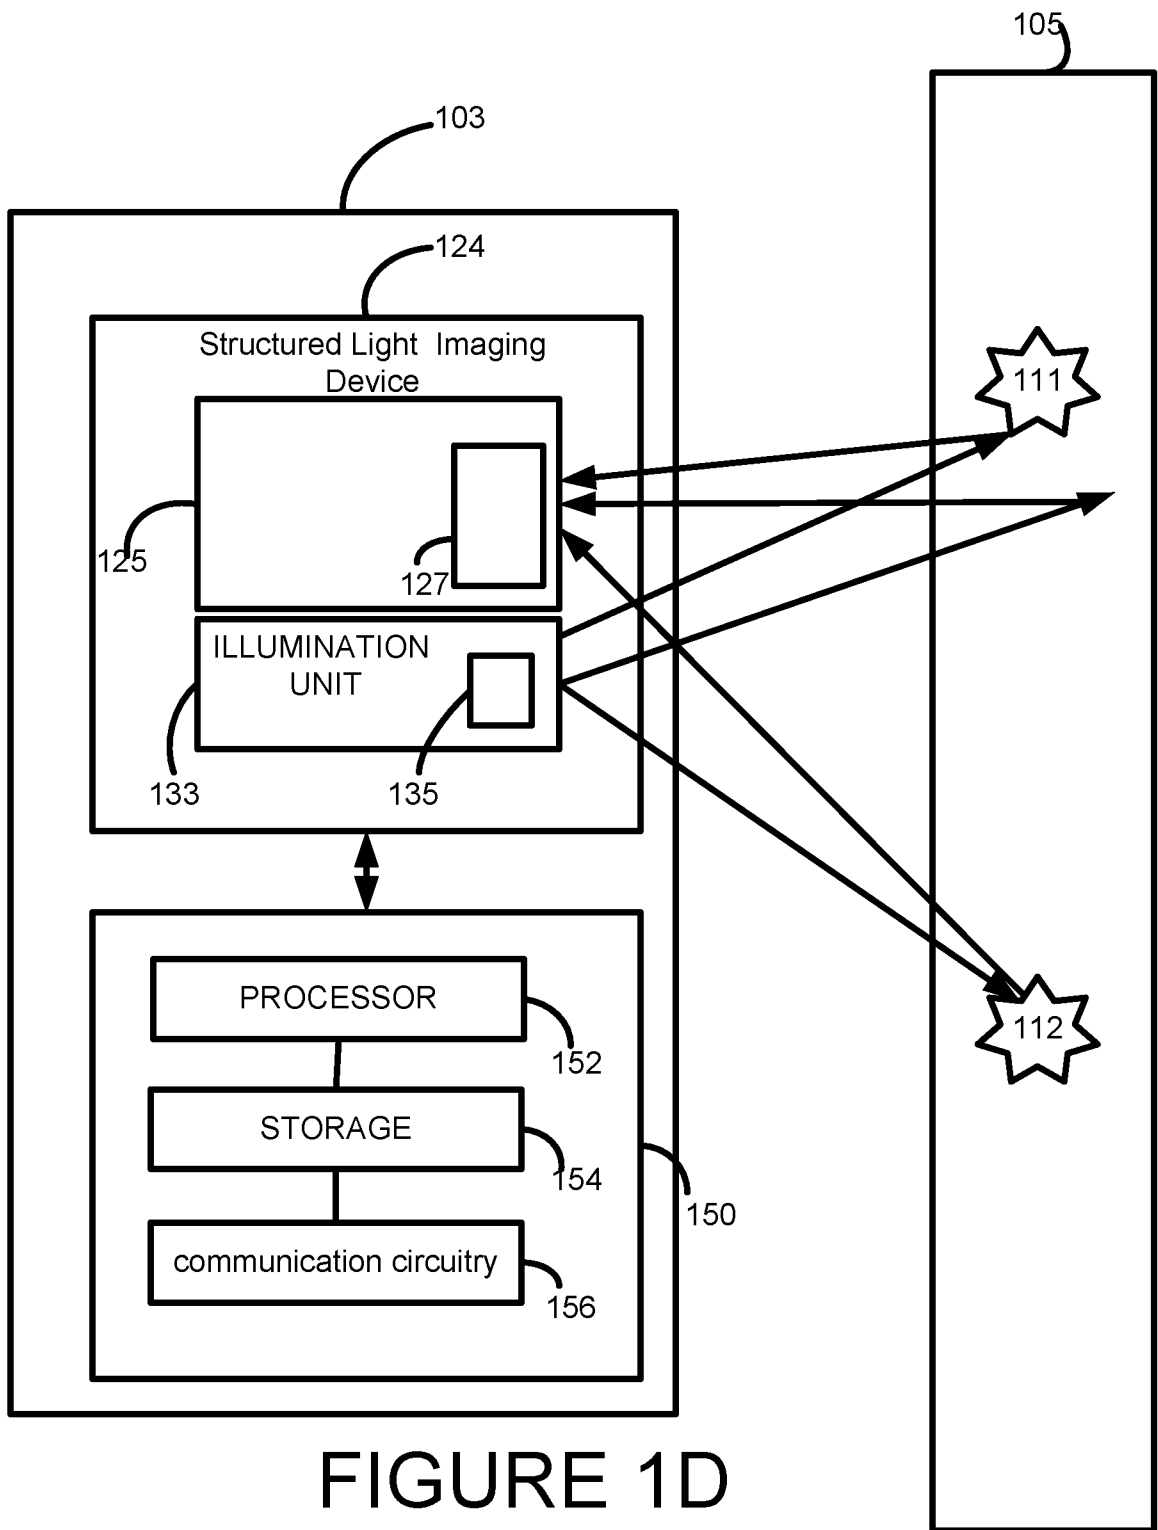 105
103
124
Structured Light Imaging
Device
111
125
127
ILLUMINATION
UNIT
133
135
PROCESSOR
152
112
STORAGE
154
150
communication circuitry
156
FIGURE 1D